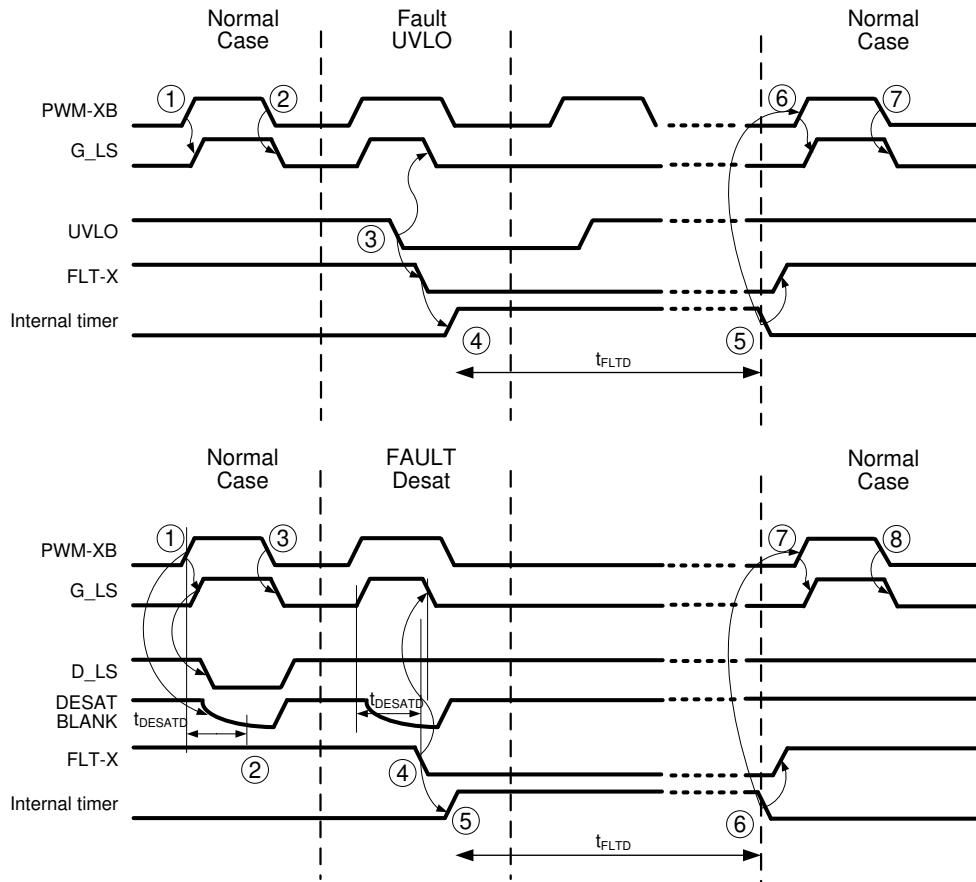 Normal
Case
Fault
UVLO
Normal
Case
PWM-XB
1
2
6
7
G_LS
UVLO
3
FLT-X
Internal timer
4
5
tFLTD
Normal
Case
FAULT
Desat
Normal
Case
PWM-XB
1
3
7
8
G_LS
D_LS
DESAT
BLANK
tDESATD
tDESATD
FLT-X
2
4
Internal timer
5
6
tFLTD